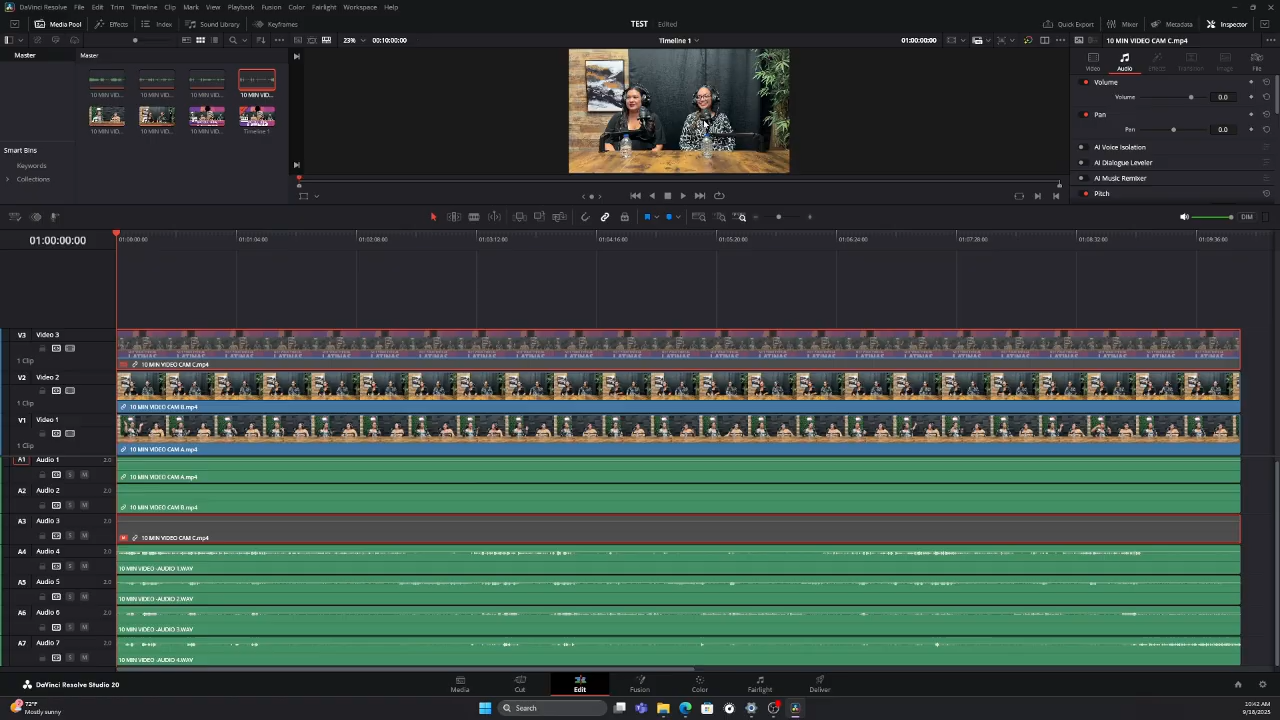 DaVinci Resolve File Edit Trim Timeline Clip Mark View Playback Fusion Color Fairlight Workspace Help
Media Pool Effects Index Sound Library Keyframes TEST Edited Quick Export Mixer Metadata Inspector
23% 00:10:00:00 Timeline 1 01:00:00:00 10 MIN VIDEO CAM C.mp4
Master Master
Video Audio Effects Transition Image File
Volume
10 MIN VID... 10 MIN VID... 10 MIN VID... 10 MIN VID...
Volume 0.0
Pan
Pan 0.0
10 MIN VID... 10 MIN VID... 10 MIN VID... Timeline 1
Smart Bins
AI Voice Isolation
Keywords
AI Dialogue Leveler
Collections
AI Music Remixer
Pitch
DIM
01:00:00:00 01:00:00:00 01:01:04:00 01:02:08:00 01:03:12:00 01:04:16:00 01:05:20:00 01:06:24:00 01:07:28:00 01:08:32:00 01:09:36:00
V3 Video 3
1 Clip
LATINAS
10 MIN VIDEO CAM C.mp4
V2 Video 2
1 Clip
10 MIN VIDEO CAM B.mp4
V1 Video 1
1 Clip
10 MIN VIDEO CAM A.mp4
A1 Audio 1 2.0
S M
10 MIN VIDEO CAM A.mp4
A2 Audio 2 2.0
S M
10 MIN VIDEO CAM B.mp4
A3 Audio 3 2.0
S M
10 MIN VIDEO CAM C.mp4
A4 Audio 4 2.0
S M
10 MIN VIDEO -AUDIO 1.WAV
A5 Audio 5 2.0
S M
10 MIN VIDEO -AUDIO 2.WAV
A6 Audio 6 2.0
S M
10 MIN VIDEO -AUDIO 3.WAV
A7 Audio 7 2.0
S M
10 MIN VIDEO -AUDIO 4.WAV
DaVinci Resolve Studio 20 Media Cut Edit Fusion Color Fairlight Deliver
72°F
Mostly sunny
Search
10:42 AM
9/18/2025